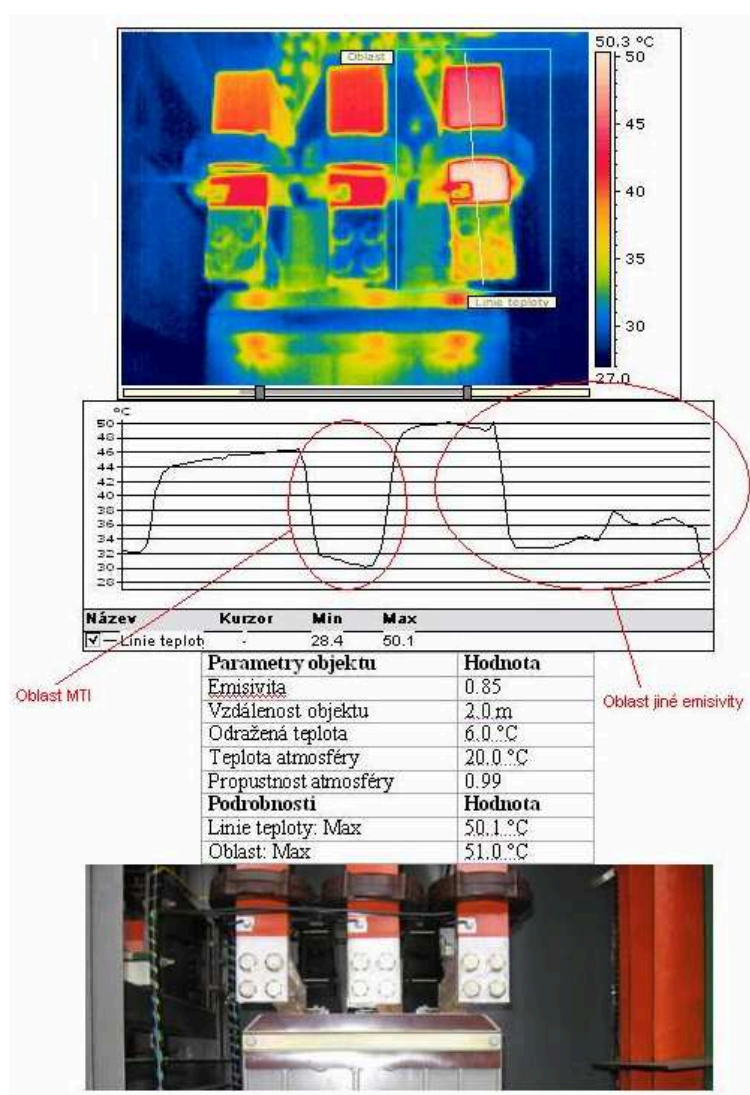 50.3 °C
Oblast
50
45
40
35
30
Linie teploty
27.0
°C
50
48
46
44
42
40
38
36
34
32
30
28
Název Kurzor Min Max
Linie teplot - 28.4 50.1
Oblast MTI
Oblast jiné emisivity
Parametry objektu Hodnota
Emisivita 0.85
Vzdálenost objektu 2.0 m
Odražená teplota 6.0 °C
Teplota atmosféry 20.0 °C
Propustnost atmosféry 0.99
Podrobnosti Hodnota
Linie teploty: Max 50.1 °C
Oblast: Max 51.0 °C